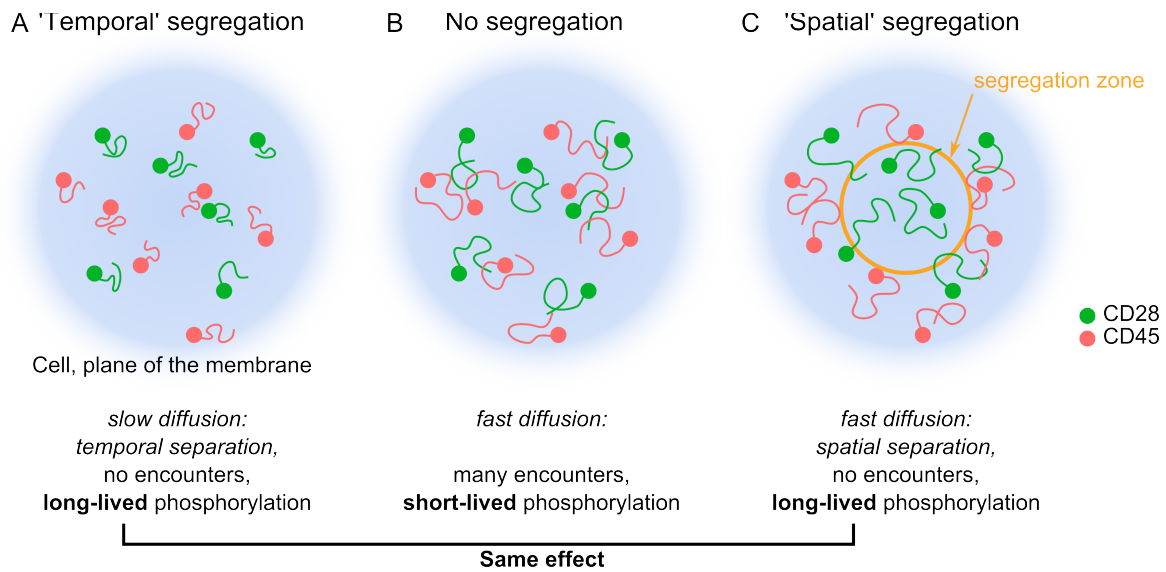 A 'Temporal' segregation
B No segregation
C 'Spatial' segregation
segregation zone
CD28
CD45
Cell, plane of the membrane
slow diffusion:
temporal separation,
no encounters,
long-lived phosphorylation
fast diffusion:
many encounters,
short-lived phosphorylation
fast diffusion:
spatial separation,
no encounters,
long-lived phosphorylation
Same effect